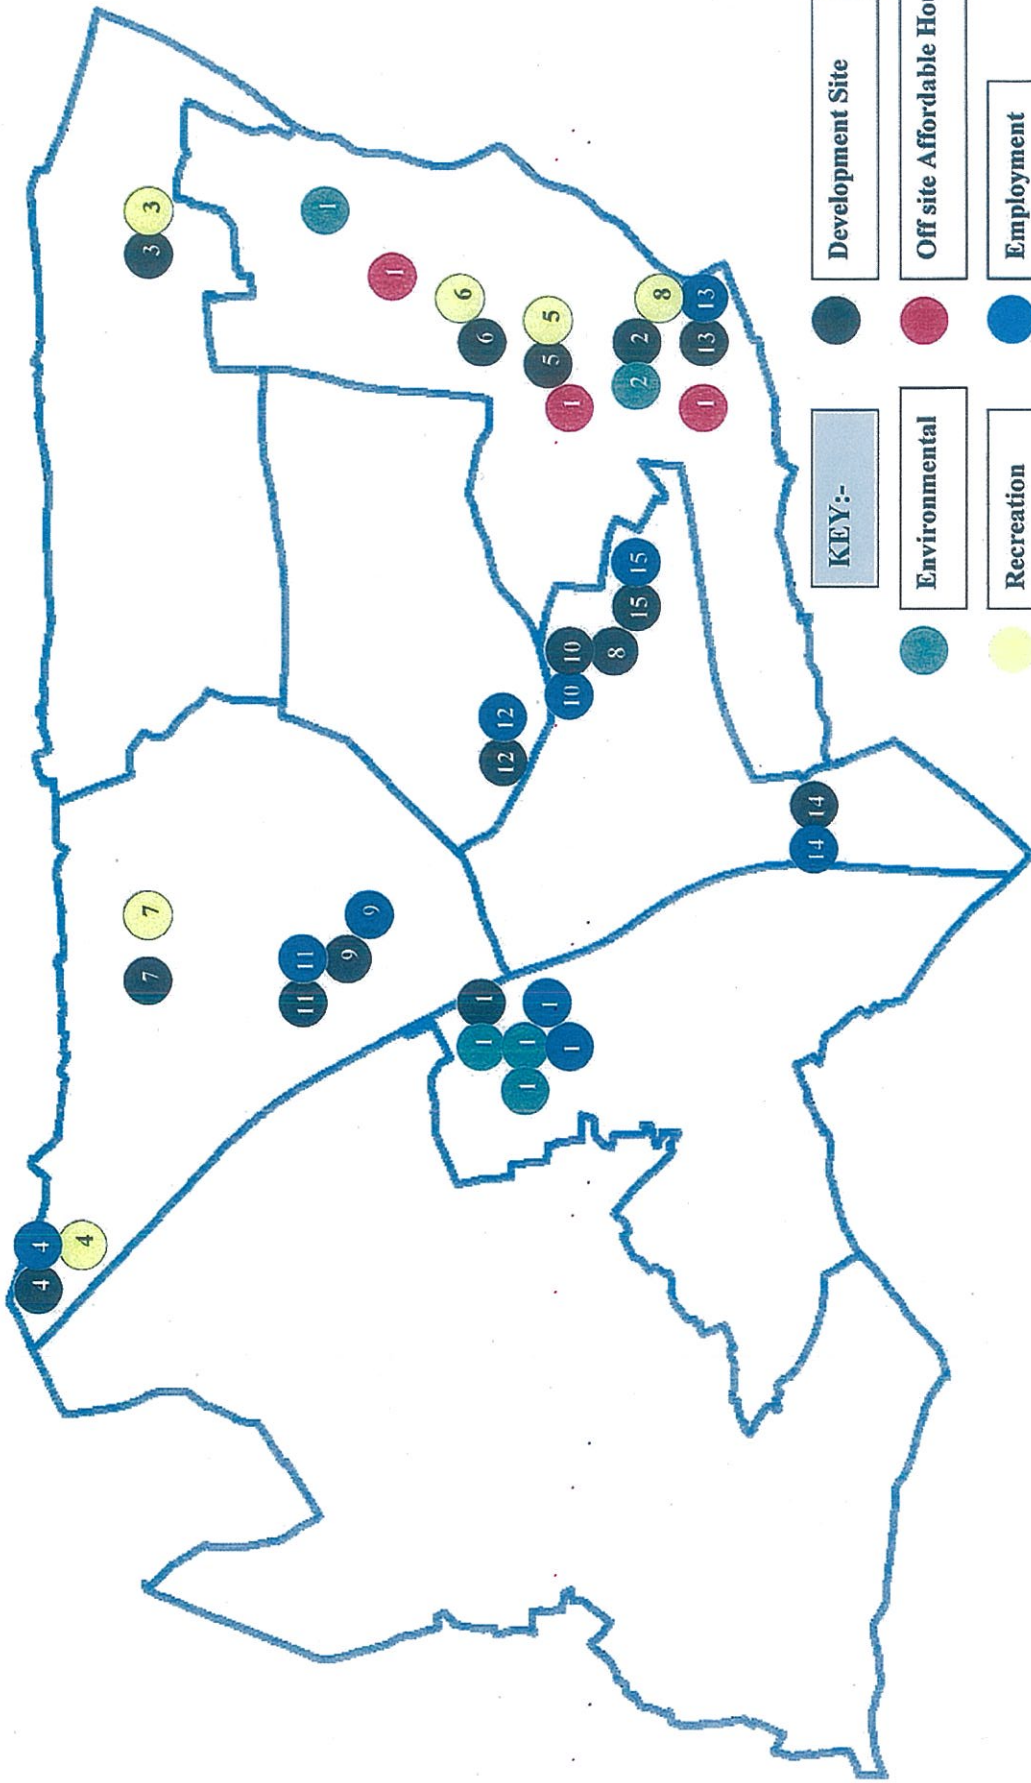 4 4
4
7 7 3 3
11 11 1
9 9
1
6
1 1 6
12 12
1 1
1 5 5
1 10 10 1
8
15 15 2 2 8
1 13 13
14 14
KEY:- Development Site
Environmental Off site Affordable Hou
Recreation Employment